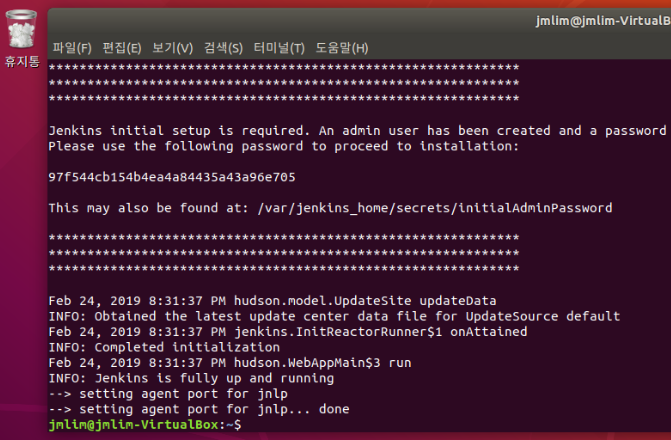 jmlim@jmlim-VirtualB
파일(F) 편집(E) 보기(V) 검색(S) 터미널(T) 도움말(H)
휴지통
*************************************************************
*************************************************************
*************************************************************
Jenkins initial setup is required. An admin user has been created and a password
Please use the following password to proceed to installation:
97f544cb154b4ea4a84435a43a96e705
This may also be found at: /var/jenkins_home/secrets/initialAdminPassword
*************************************************************
*************************************************************
*************************************************************
Feb 24, 2019 8:31:37 PM hudson.model.UpdateSite updateData
INFO: Obtained the latest update center data file for UpdateSource default
Feb 24, 2019 8:31:37 PM jenkins.InitReactorRunner$1 onAttained
INFO: Completed initialization
Feb 24, 2019 8:31:37 PM hudson.WebAppMain$3 run
INFO: Jenkins is fully up and running
--> setting agent port for jnlp
--> setting agent port for jnlp... done
jmlim@jmlim-VirtualBox:~$